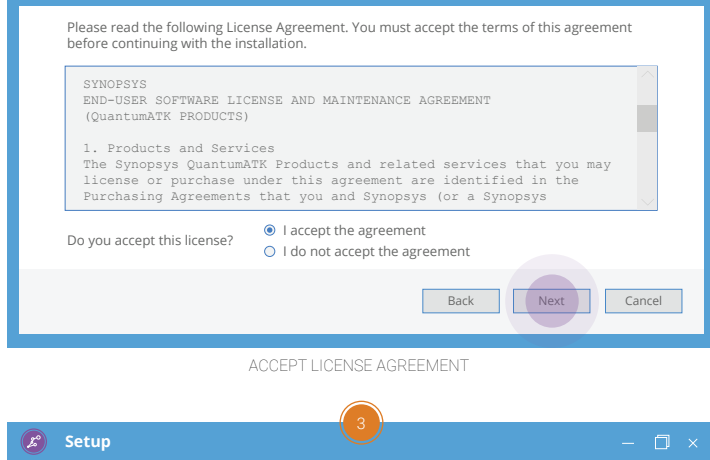 Please read the following License Agreement. You must accept the terms of this agreement
before continuing with the installation.
SYNOPSYS
END-USER SOFTWARE LICENSE AND MAINTENANCE AGREEMENT
(QuantumATK PRODUCTS)
1. Products and Services
The Synopsys QuantumATK Products and related services that you may
license or purchase under this agreement are identified in the
Purchasing Agreements that you and Synopsys (or a Synopsys
Do you accept this license?
I accept the agreement
I do not accept the agreement
Back
Next
Cancel
ACCEPT LICENSE AGREEMENT
3
Setup